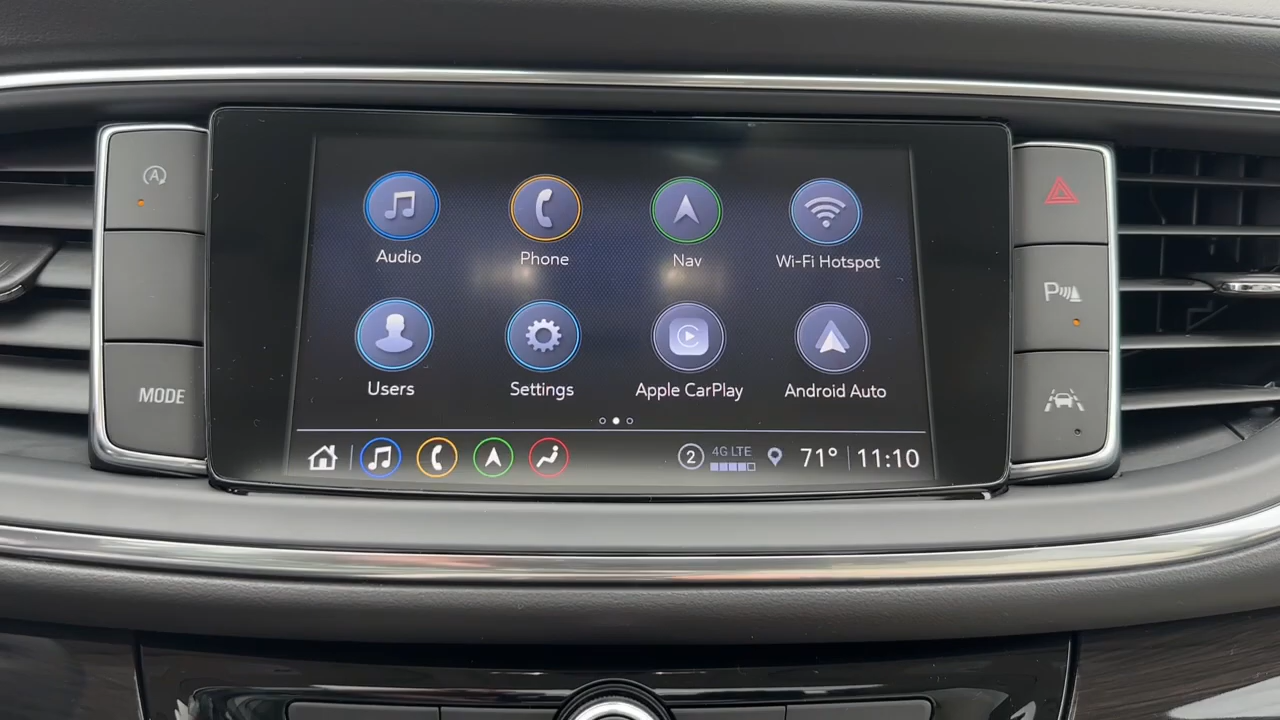 A
Audio
Phone
Nav
Wi-Fi Hotspot
P
Users
Settings
Apple CarPlay
Android Auto
MODE
2 4G LTE 71° 11:10